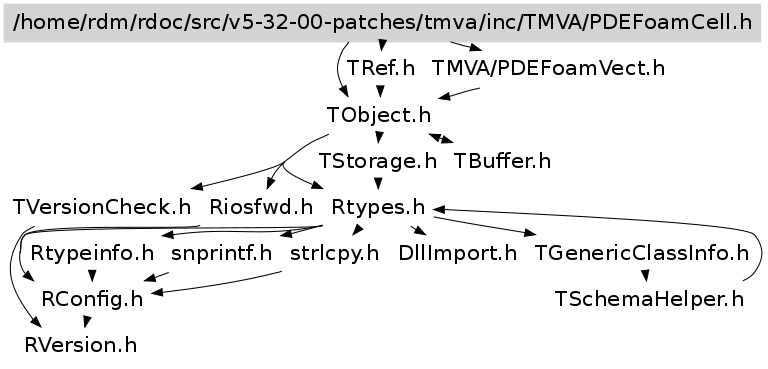 /home/rdm/rdoc/src/v5-32-00-patches/tmva/inc/TMVA/PDEFoamCell.h
TRef.h TMVA/PDEFoamVect.h
TObject.h
TStorage.h TBuffer.h
TVersionCheck.h Riosfwd.h Rtypes.h
Rtypeinfo.h snprintf.h strlcpy.h DllImport.h TGenericClassInfo.h
RConfig.h TSchemaHelper.h
RVersion.h